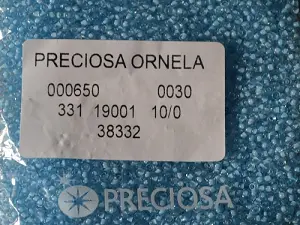 PRECIOSA ORNELA
000650 0030
331 19001 10/0
38332
PRECIOSA